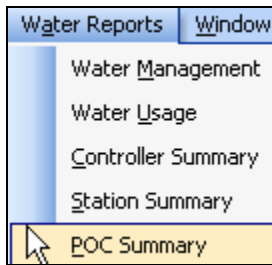 Water Reports Window
Water Management
Water Usage
Controller Summary
Station Summary
POC Summary